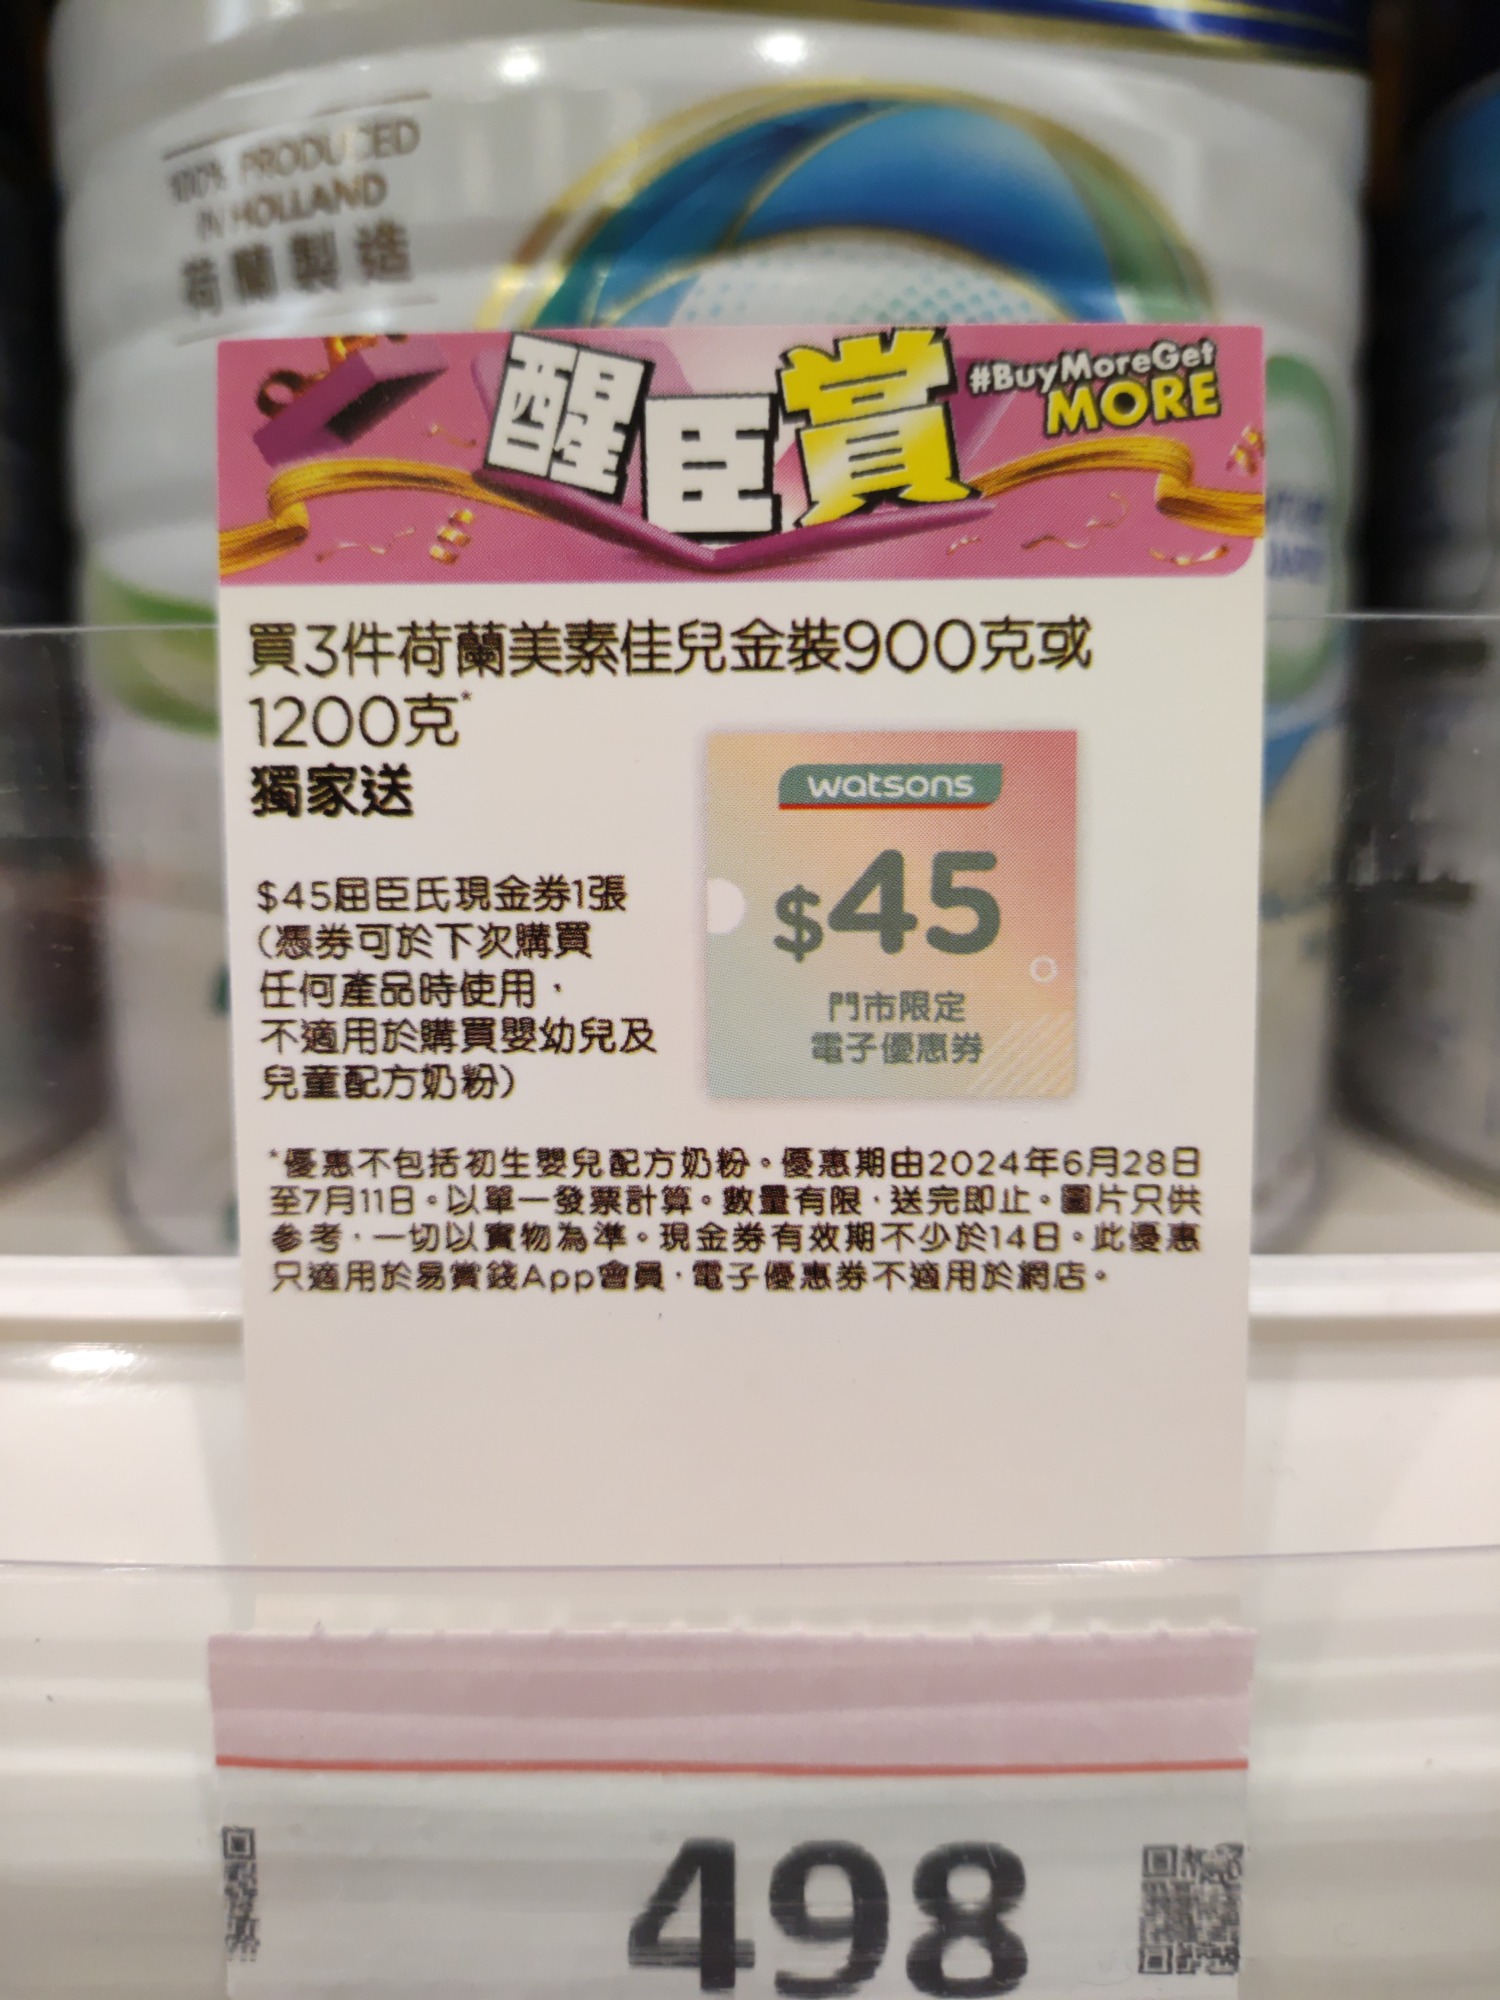 100% PRODUCED
IN HOLLAND
荷蘭製造
醒臣賞
#BuyMoreGet
MORE
買3件荷蘭美素佳兒金裝900克或
1200克*
獨家送
watsons
$45
門市限定
電子優惠券
$45屈臣氏現金券1張
(憑券可於下次購買
任何產品時使用，
不適用於購買嬰幼兒及
兒童配方奶粉)
*優惠不包括初生嬰兒配方奶粉。優惠期由2024年6月28日
至7月11日。以單一發票計算。數量有限，送完即止。圖片只供
參考，一切以實物為準。現金券有效期不少於14日。此優惠
只適用於易賞錢App會員，電子優惠券不適用於網店。
498